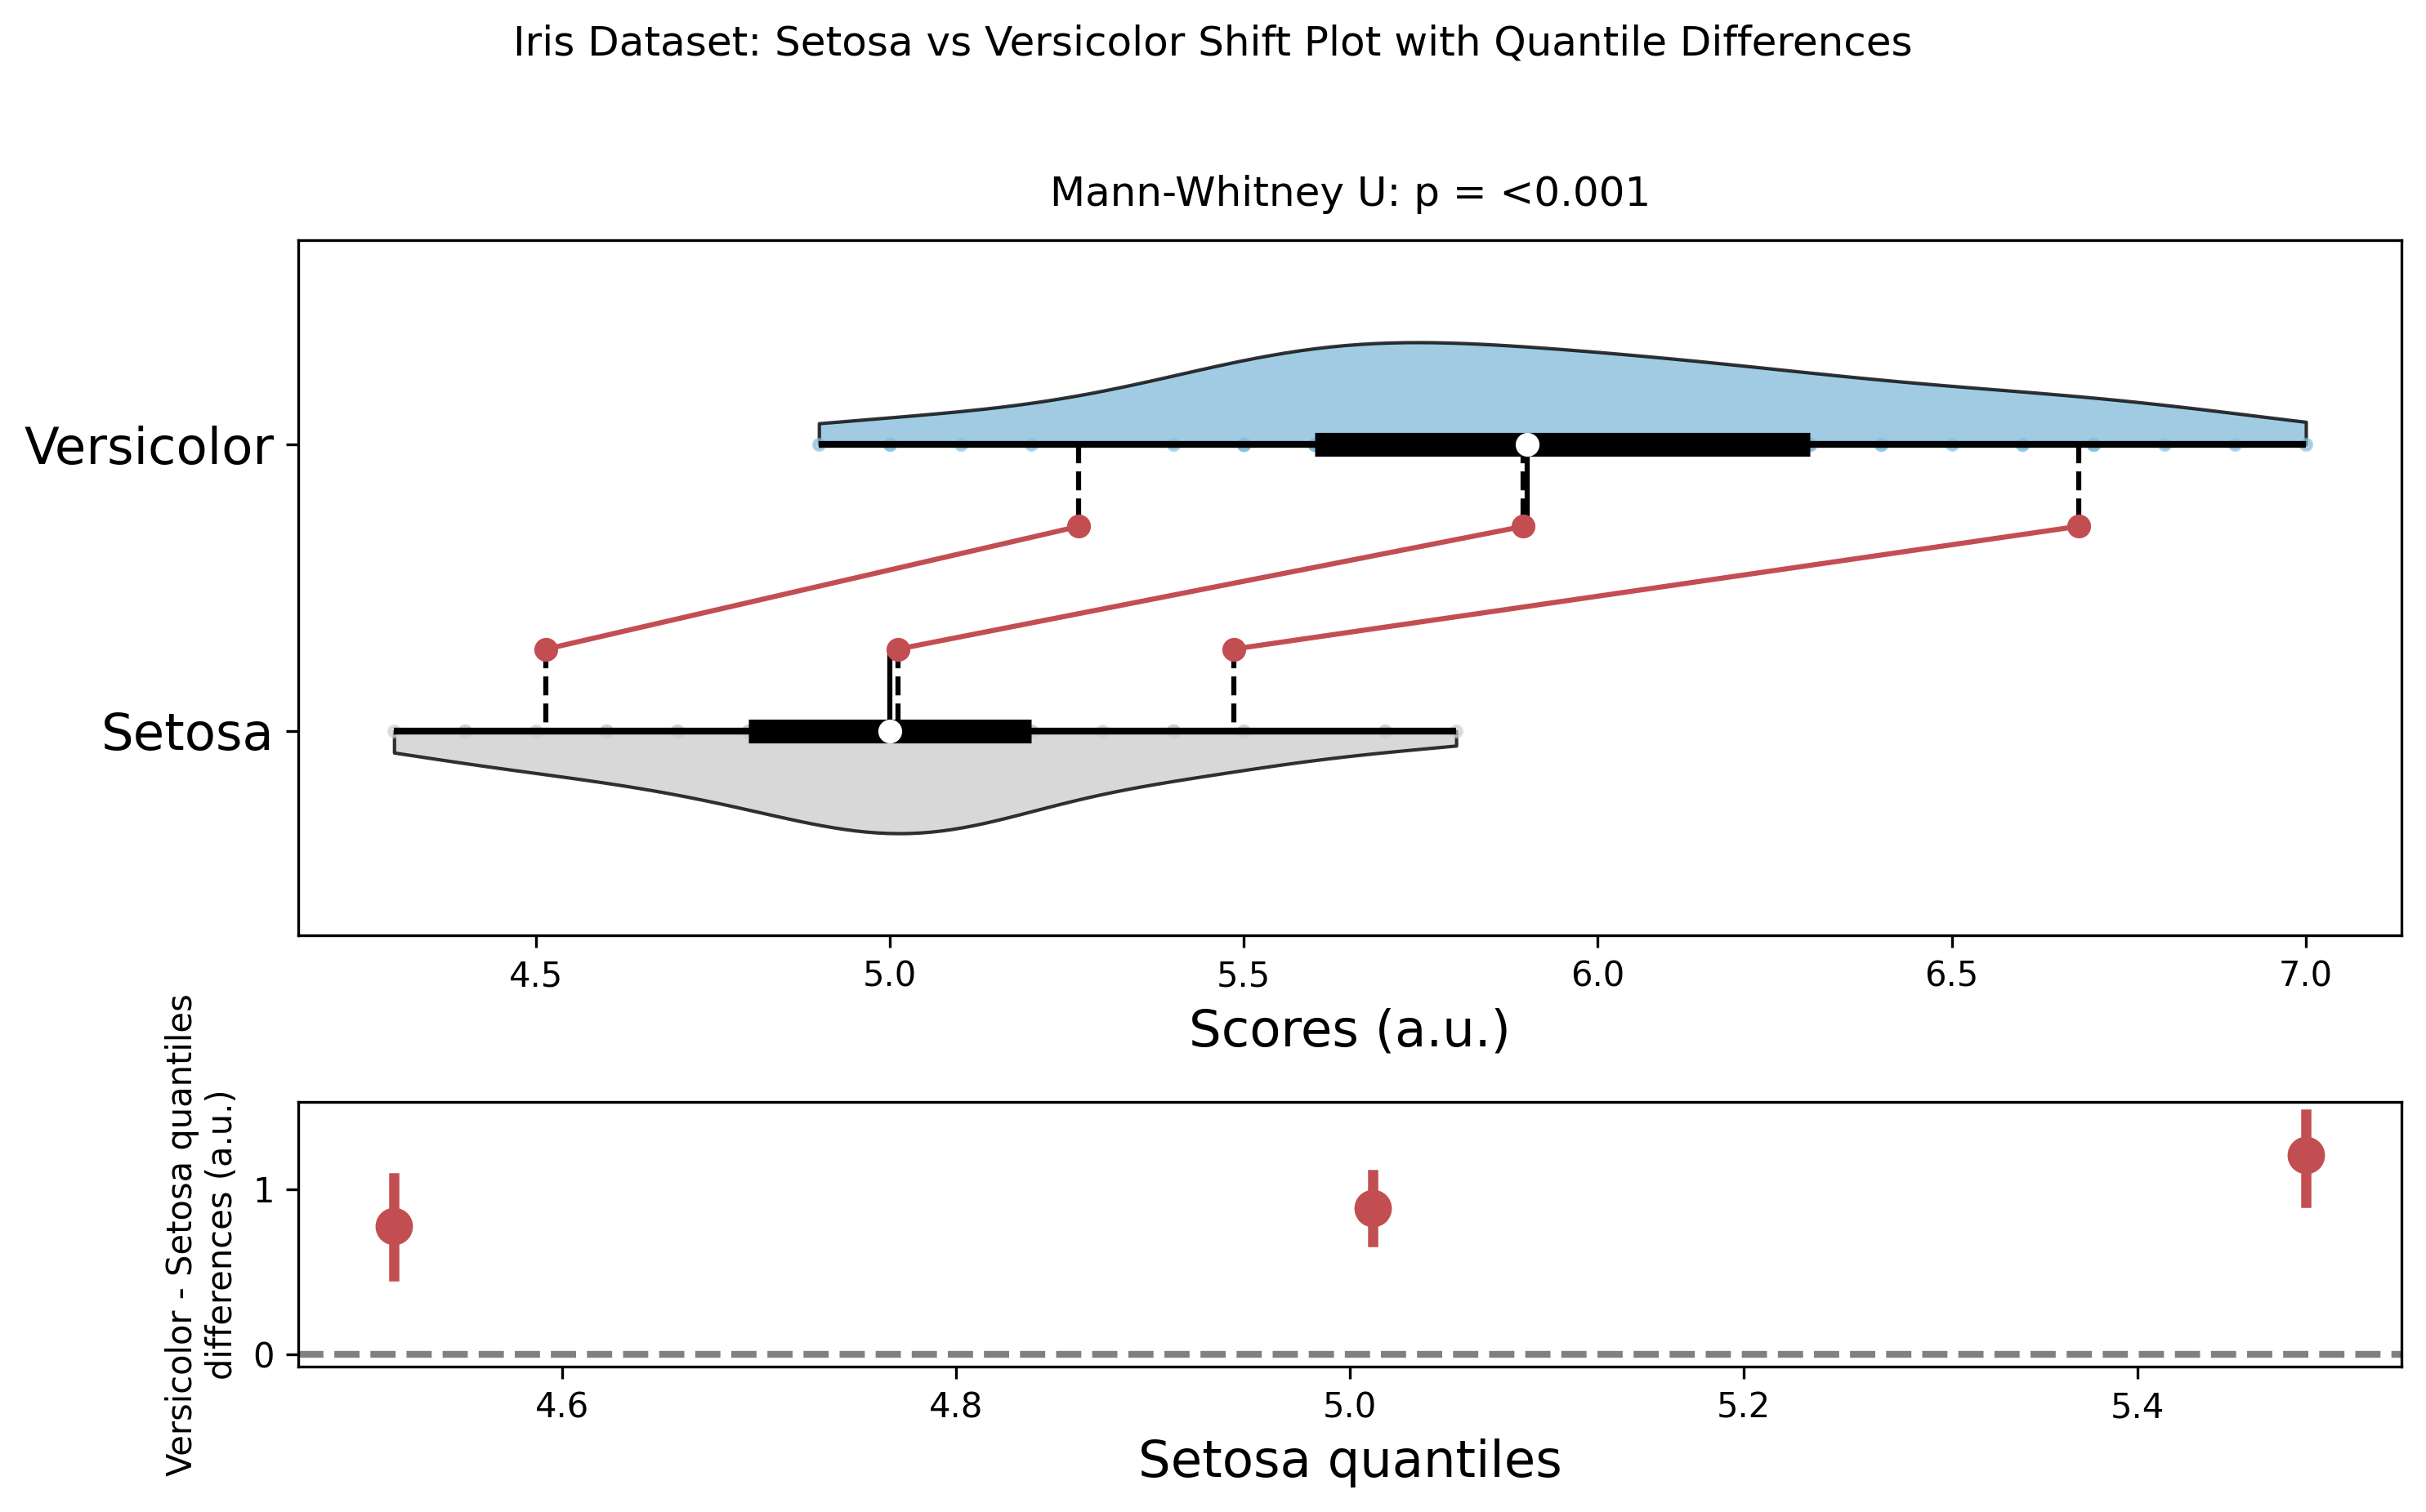 Iris Dataset: Setosa vs Versicolor Shift Plot with Quantile Differences
Mann-Whitney U: p = <0.001
Versicolor
Setosa
4.5 5.0 5.5 6.0 6.5 7.0
Scores (a.u.)
Versicolor - Setosa quantiles
differences (a.u.)
1
0
4.6 4.8 5.0 5.2 5.4
Setosa quantiles